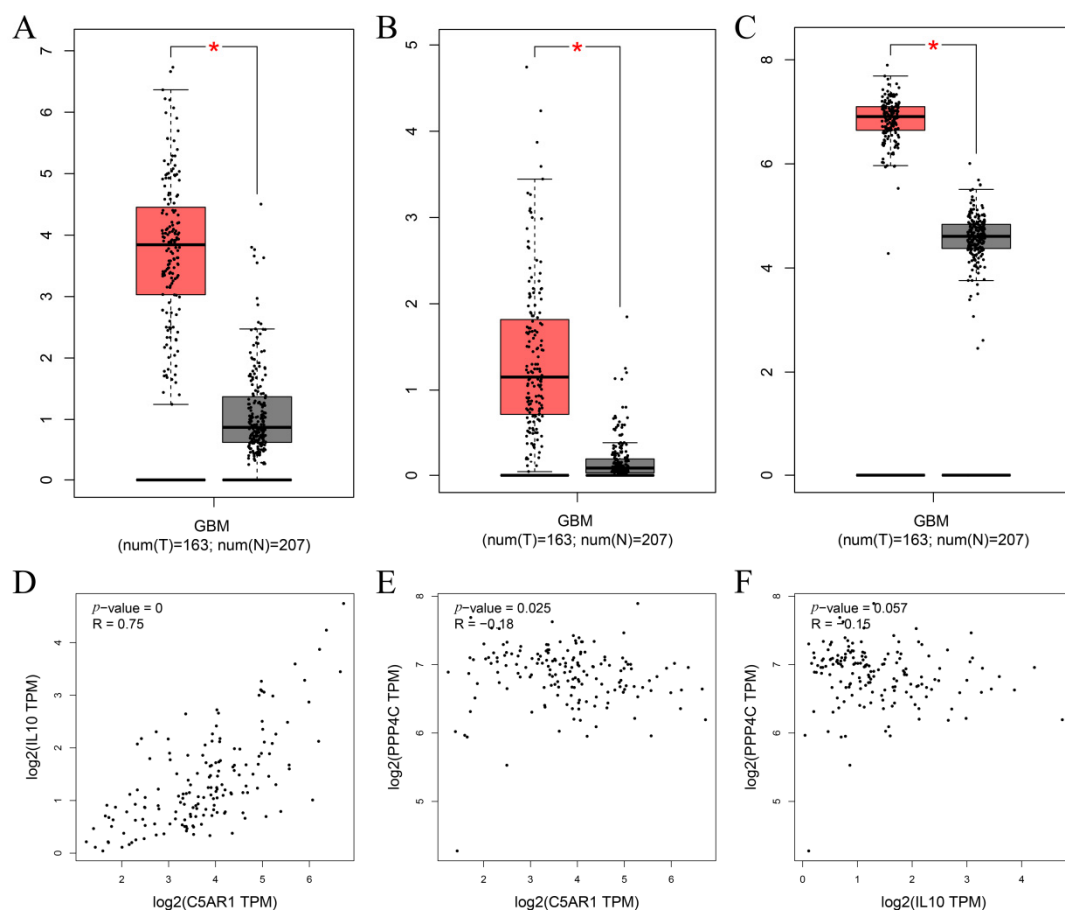 A
B
C
7
6
5
4
3
2
1
0
*
GBM
(num(T)=163; num(N)=207)
5
4
3
2
1
0
*
GBM
(num(T)=163; num(N)=207)
8
6
4
2
0
*
GBM
(num(T)=163; num(N)=207)
D
E
F
p-value = 0
R = 0.75
log2(IL10 TPM)
4
3
2
1
0
2 3 4 5 6
log2(C5AR1 TPM)
p-value = 0.025
R = −0.18
log2(PPP4C TPM)
8
7
6
5
2 3 4 5 6
log2(C5AR1 TPM)
p-value = 0.057
R = −0.15
log2(PPP4C TPM)
8
7
6
5
0 1 2 3 4
log2(IL10 TPM)